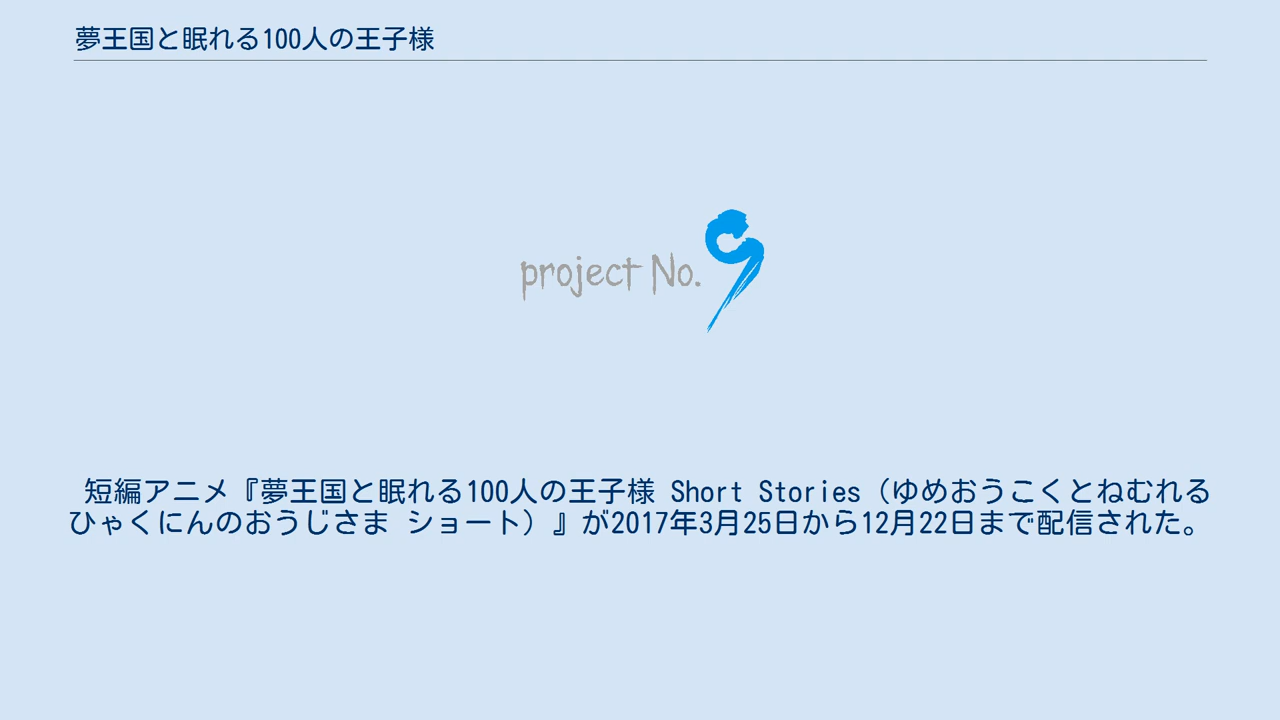 夢王国と眠れる100人の王子様
project No.9
短編アニメ『夢王国と眠れる100人の王子様 Short Stories（ゆめおうこくとねむれる
ひゃくにんのおうじさま ショート）』が2017年3月25日から12月22日まで配信された。